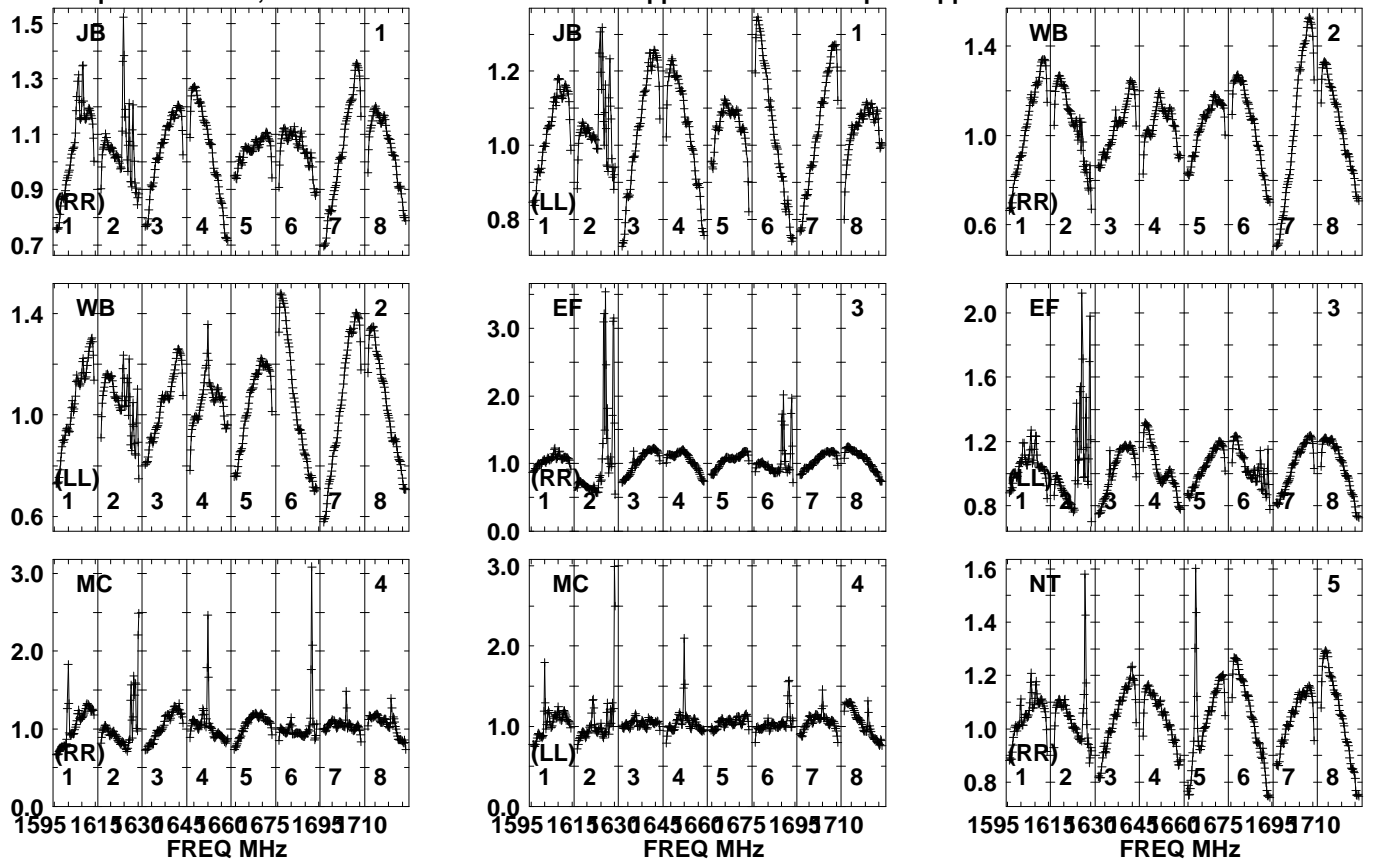 1.5 JB 1
1.3
1.1
0.9
(RR)
0.7 1 2 3 4 5 6 7 8
JB 1
1.2
1.0
(LL)
0.8 1 2 3 4 5 6 7 8
WB 2
1.4
1.0
(RR)
0.6 1 2 3 4 5 6 7 8
WB 2
1.4
1.0
(LL)
0.6 1 2 3 4 5 6 7 8
EF 3
3.0
2.0
1.0 (RR)
1 2 3 4 5 6 7 8
0.0
EF 3
2.0
1.6
1.2
(LL)
0.8 1 2 3 4 5 6 7 8
MC 4
3.0
2.0
1.0
(RR)
1 2 3 4 5 6 7 8
0.0
1595 1615 1630 1645 1660 1675 1695 1710
FREQ MHz
MC 4
3.0
2.0
1.0
(LL)
1 2 3 4 5 6 7 8
0.0
1595 1615 1630 1645 1660 1675 1695 1710
FREQ MHz
NT 5
1.6
1.4
1.2
1.0
(RR)
0.8 1 2 3 4 5 6 7 8
1595 1615 1630 1645 1660 1675 1695 1710
FREQ MHz